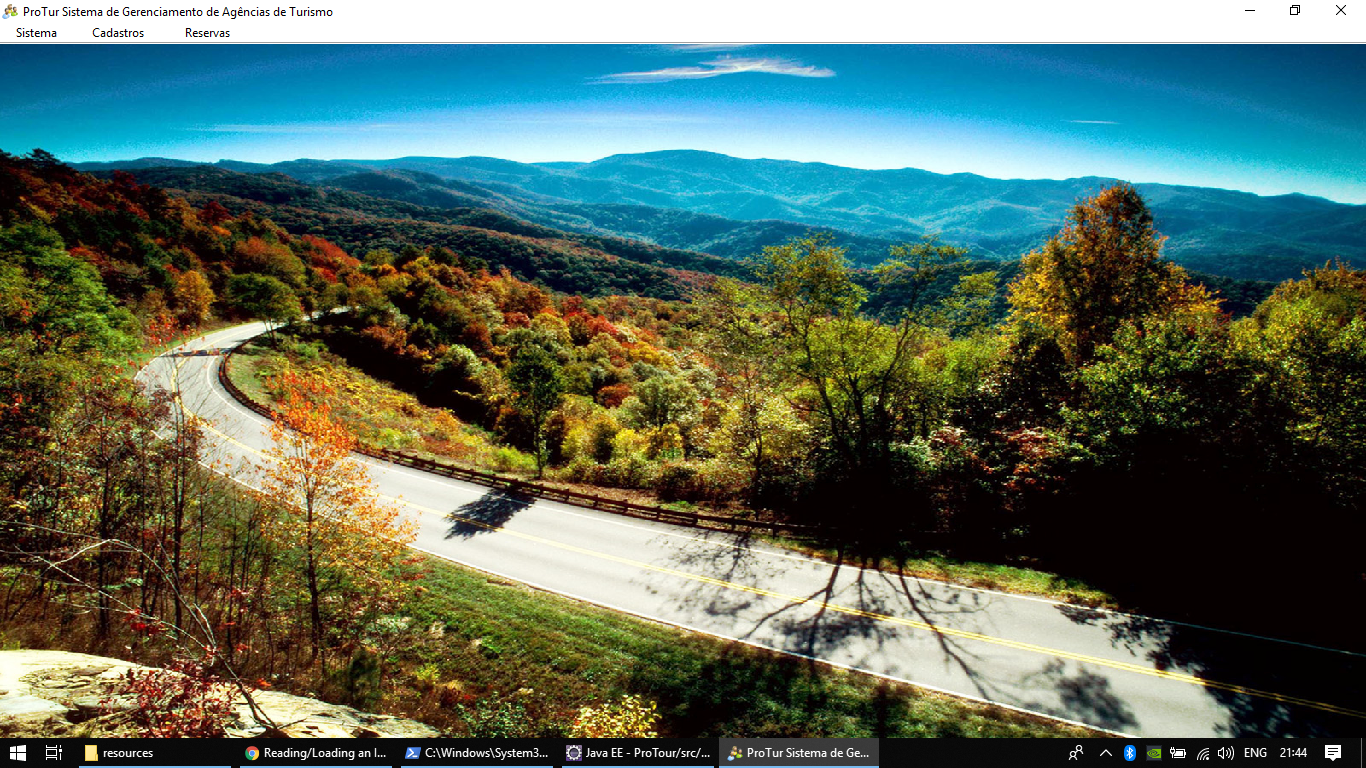 ProTur Sistema de Gerenciamento de Agências de Turismo
Sistema Cadastros Reservas
resources Reading/Loading an I... C:\Windows\System3... Java EE - ProTour/src/... ProTur Sistema de Ge... ENG 21:44